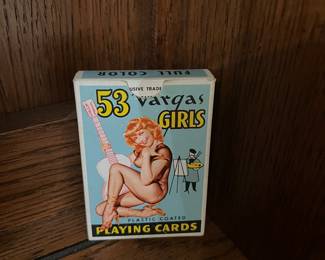 FULL COLOR
USIVE TRADE
53 Vargas
GIRLS
PLASTIC COATED
PLAYING CARDS